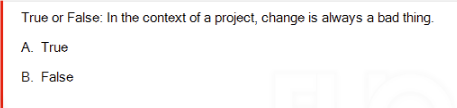 True or False: In the context of a project, change is always a bad thing.
A. True
B. False